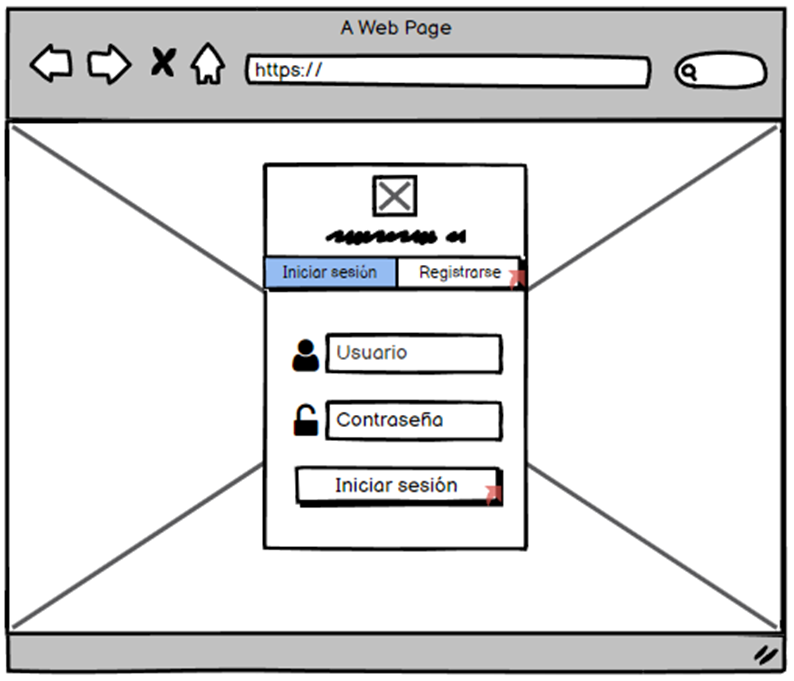 A Web Page
https://
Iniciar sesión
Registrarse
Usuario
Contraseña
Iniciar sesión